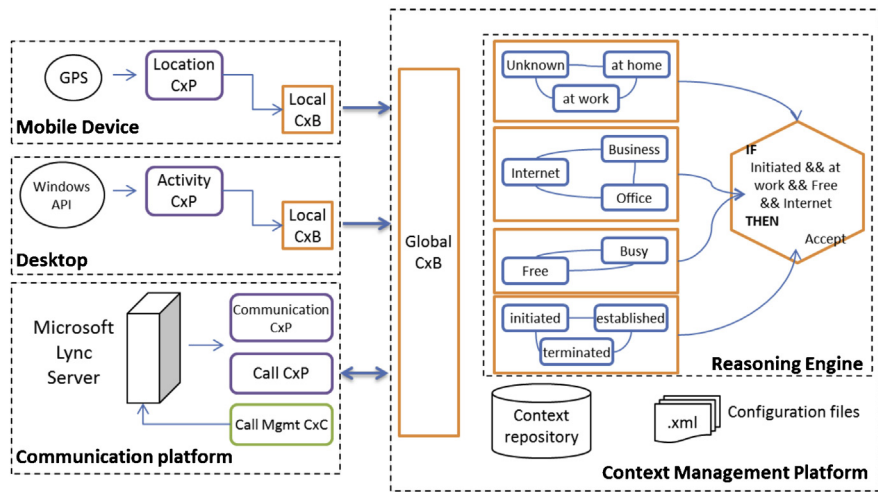 GPS
Location
CxP
Local
CxB
Mobile Device
Windows
API
Activity
CxP
Local
CxB
Desktop
Microsoft
Lync
Server
Communication
CxP
Call CxP
Call Mgmt CxC
Communication platform
Global
CxB
Unknown
at home
at work
Business
Internet
Office
Busy
Free
initiated
established
terminated
IF
Initiated && at
work && Free
&& Internet
THEN
Accept
Reasoning Engine
Context
repository
.xml
Configuration files
Context Management Platform